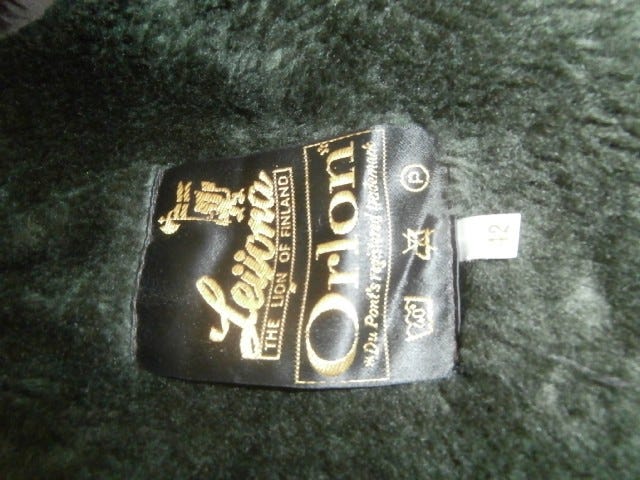 Leijona
THE LION OF FINLAND
Orlon*
*Du Pont's registered trademark
P
12